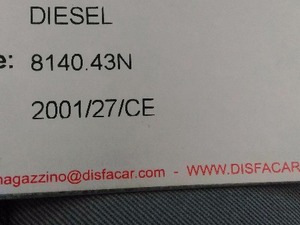 DIESEL
e: 8140.43N
2001/27/CE
magazzino@disfacar.com - WWW.DISFACAR